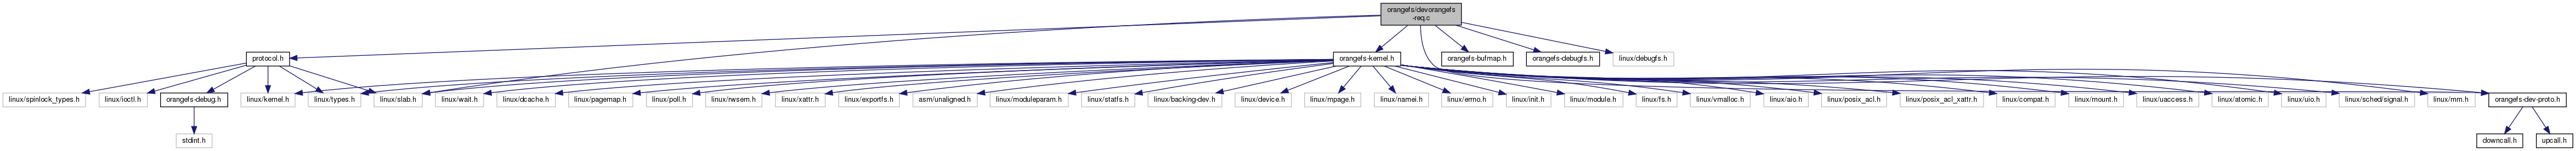 orangefs/devorangefs
-req.c
protocol.h
orangefs-kernel.h
orangefs-bufmap.h
orangefs-debugfs.h
linux/debugfs.h
linux/spinlock_types.h
linux/ioctl.h
orangefs-debug.h
linux/kernel.h
linux/types.h
linux/slab.h
linux/wait.h
linux/dcache.h
linux/pagemap.h
linux/poll.h
linux/rwsem.h
linux/xattr.h
linux/exportfs.h
asm/unaligned.h
linux/moduleparam.h
linux/statfs.h
linux/backing-dev.h
linux/device.h
linux/mpage.h
linux/namei.h
linux/errno.h
linux/init.h
linux/module.h
linux/fs.h
linux/vmalloc.h
linux/aio.h
linux/posix_acl.h
linux/posix_acl_xattr.h
linux/compat.h
linux/mount.h
linux/uaccess.h
linux/atomic.h
linux/uio.h
linux/sched/signal.h
linux/mm.h
orangefs-dev-proto.h
stdint.h
downcall.h
upcall.h